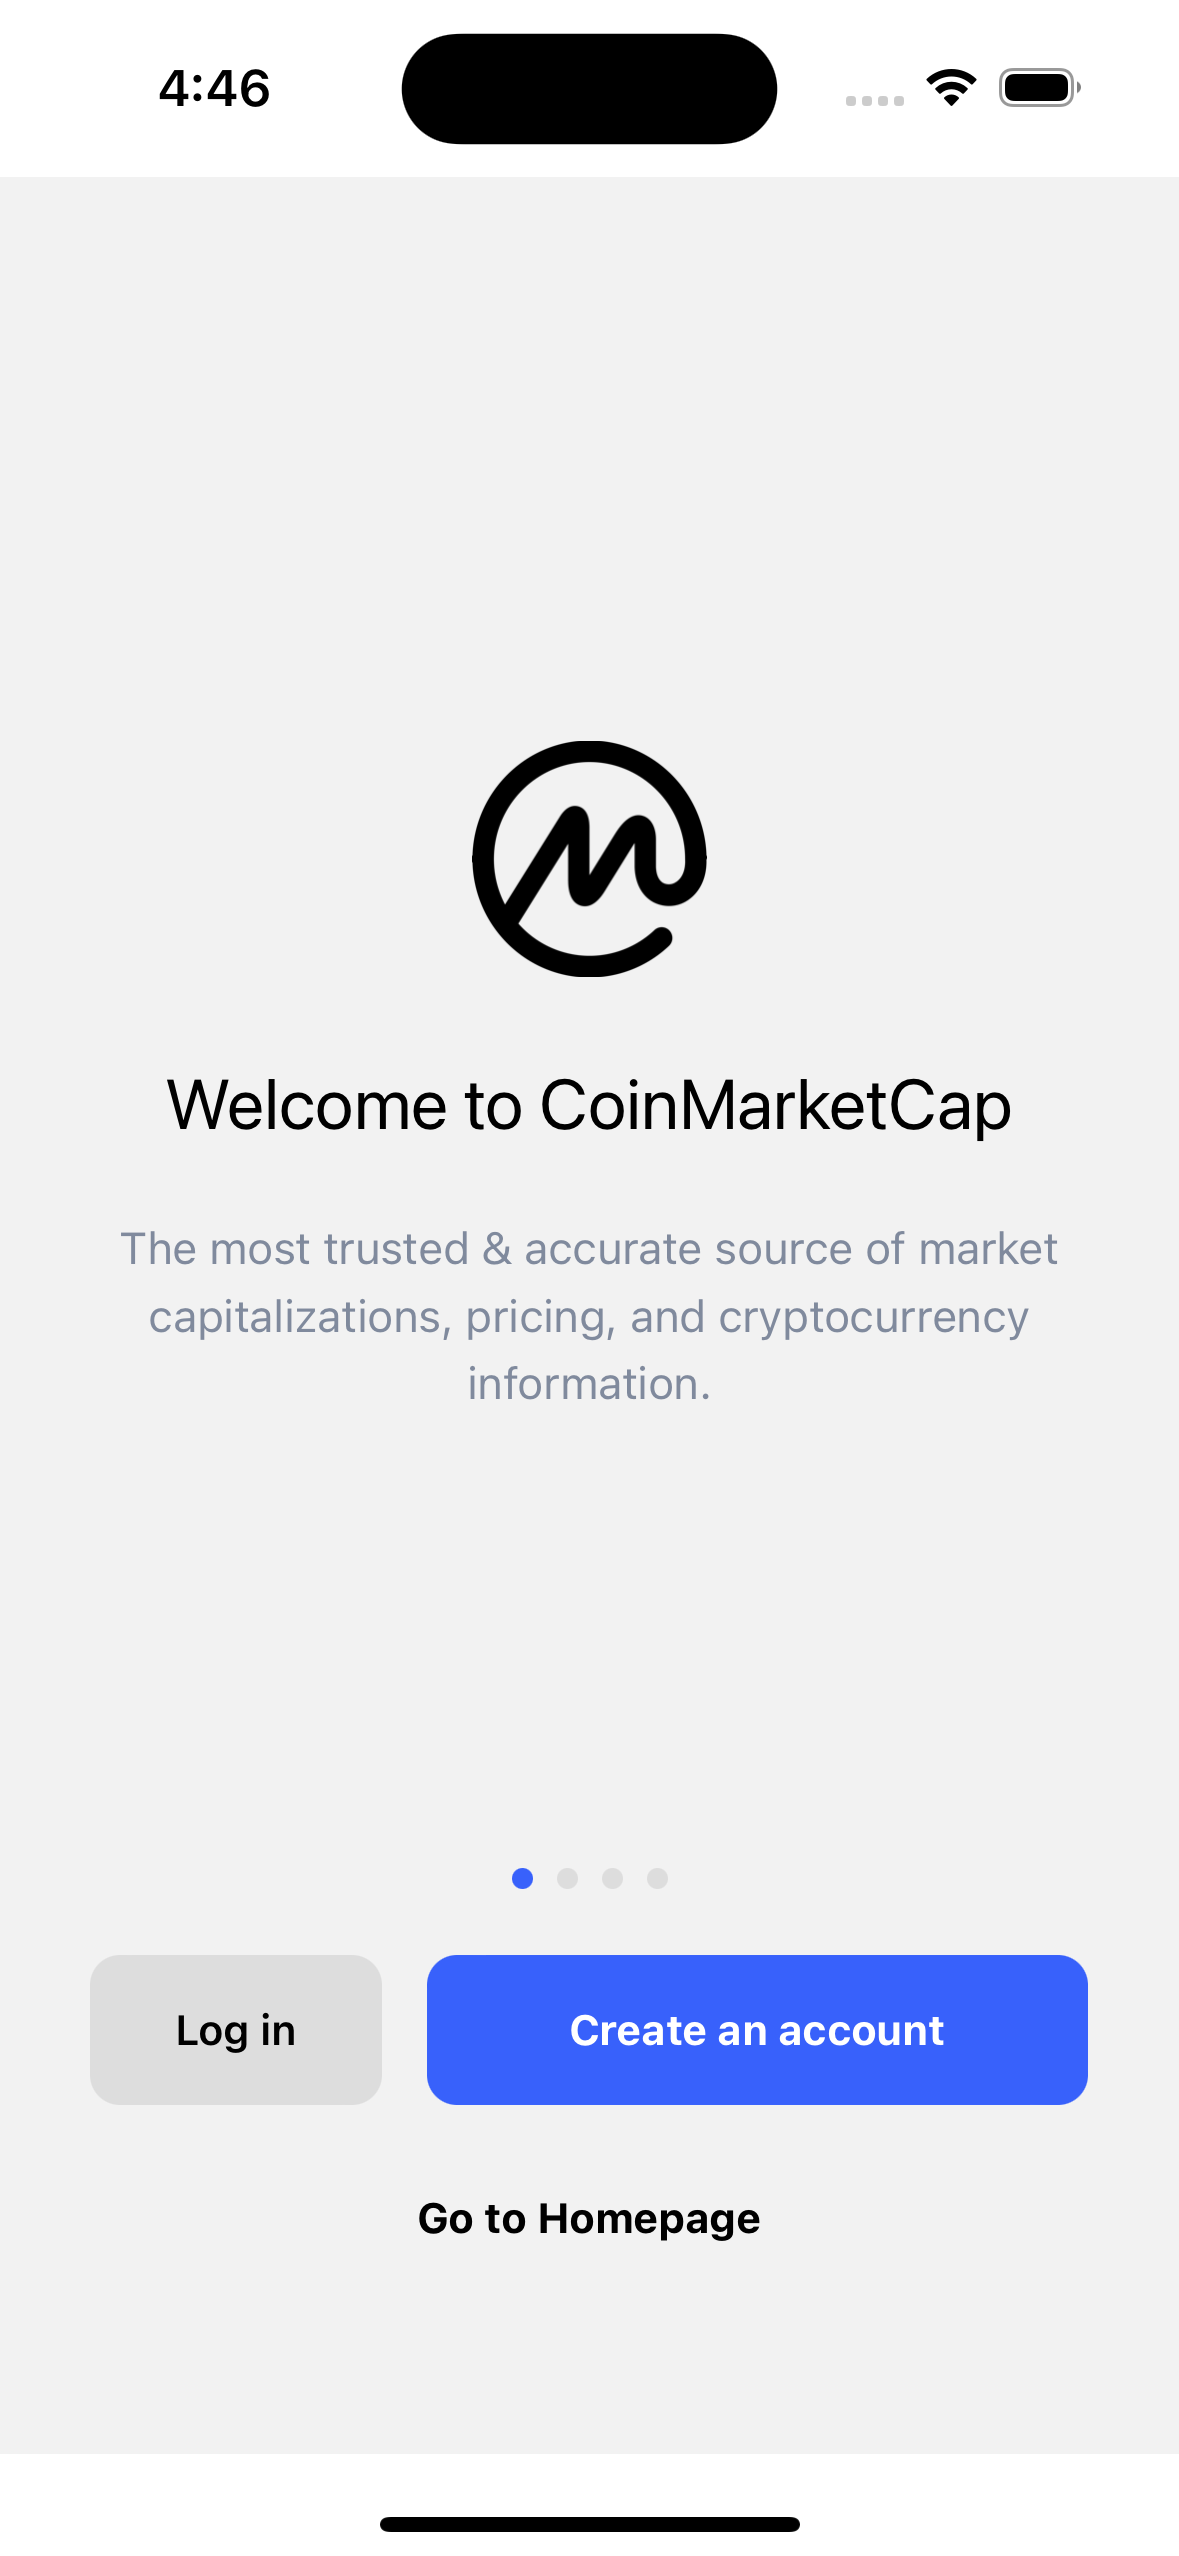 4:46
Welcome to CoinMarketCap
The most trusted & accurate source of market
capitalizations, pricing, and cryptocurrency
information.
Log in
Create an account
Go to Homepage